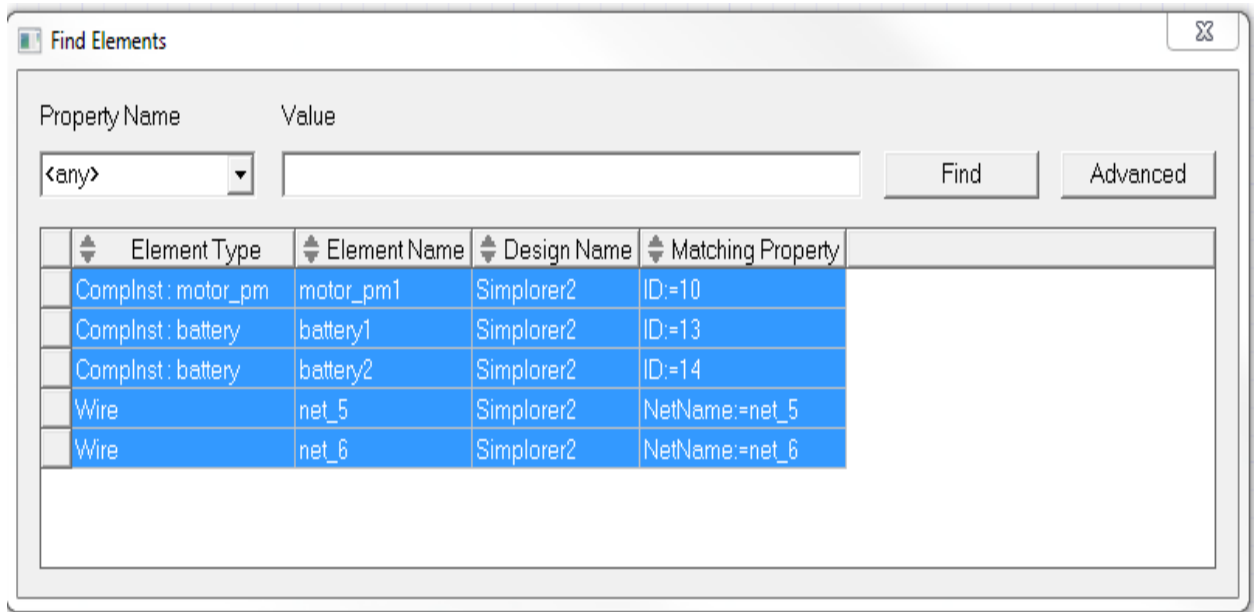 Find Elements
Property Name Value
<any> Find Advanced
Element Type Element Name Design Name Matching Property
CompInst : motor_pm motor_pm1 Simplorer2 ID:=10
CompInst : battery battery1 Simplorer2 ID:=13
CompInst : battery battery2 Simplorer2 ID:=14
Wire net_5 Simplorer2 NetName:=net_5
Wire net_6 Simplorer2 NetName:=net_6